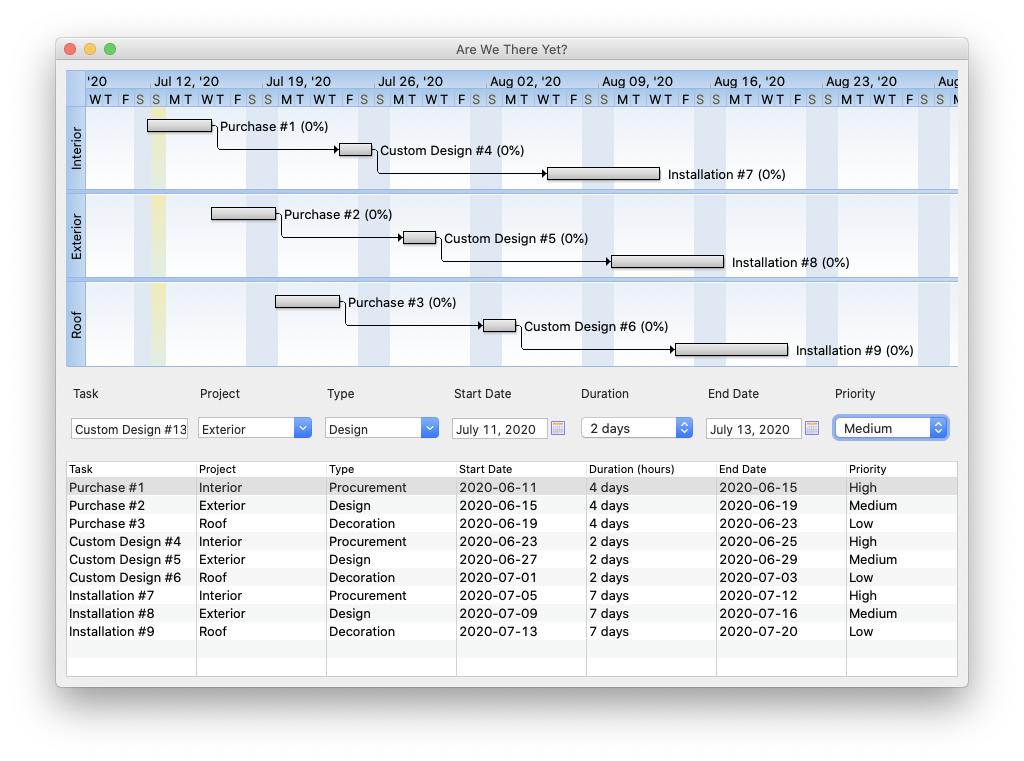 Are We There Yet?
'20 Jul 12, '20 Jul 19, '20 Jul 26, '20 Aug 02, '20 Aug 09, '20 Aug 16, '20 Aug 23, '20 Aug
W T F S S M T W T F S S M T W T F S S M T W T F S S M T W T F S S M T W T F S S M T W T F S S M T W T F S S M
Interior
Purchase #1 (0%)
Custom Design #4 (0%)
Installation #7 (0%)
Exterior
Purchase #2 (0%)
Custom Design #5 (0%)
Installation #8 (0%)
Roof
Purchase #3 (0%)
Custom Design #6 (0%)
Installation #9 (0%)
Task Project Type Start Date Duration End Date Priority
Custom Design #13 Exterior Design July 11, 2020 2 days July 13, 2020 Medium
Task Project Type Start Date Duration (hours) End Date Priority
Purchase #1 Interior Procurement 2020-06-11 4 days 2020-06-15 High
Purchase #2 Exterior Design 2020-06-15 4 days 2020-06-19 Medium
Purchase #3 Roof Decoration 2020-06-19 4 days 2020-06-23 Low
Custom Design #4 Interior Procurement 2020-06-23 2 days 2020-06-25 High
Custom Design #5 Exterior Design 2020-06-27 2 days 2020-06-29 Medium
Custom Design #6 Roof Decoration 2020-07-01 2 days 2020-07-03 Low
Installation #7 Interior Procurement 2020-07-05 7 days 2020-07-12 High
Installation #8 Exterior Design 2020-07-09 7 days 2020-07-16 Medium
Installation #9 Roof Decoration 2020-07-13 7 days 2020-07-20 Low